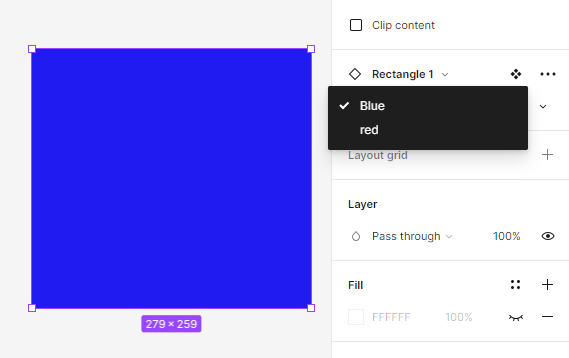 Clip content
Rectangle 1
Blue
red
Layout grid
Layer
Pass through 100%
Fill
FFFFFF 100%
279 × 259